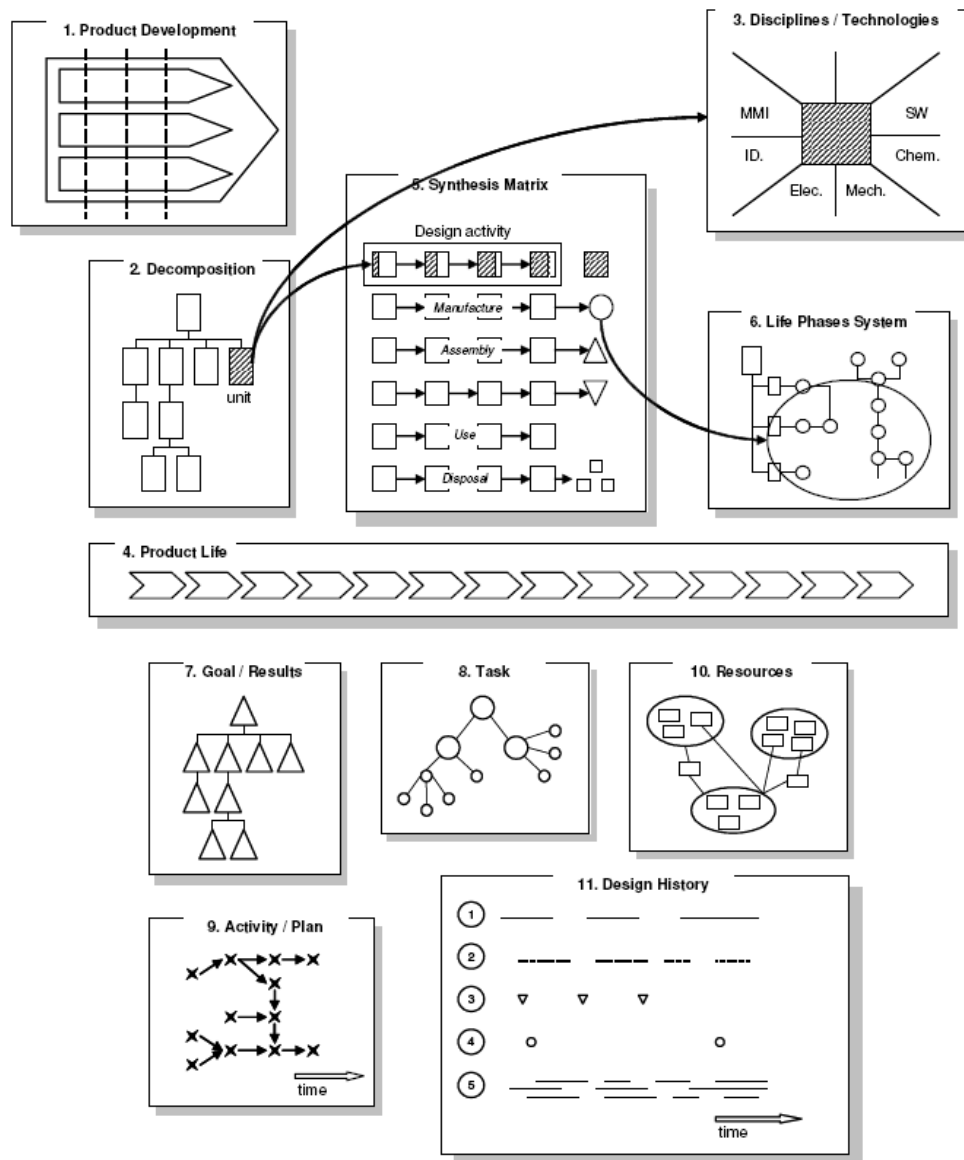 1. Product Development
3. Disciplines / Technologies
MMI
SW
ID.
Chem.
Elec.
Mech.
5. Synthesis Matrix
Design activity
Manufacture
Assembly
Use
Disposal
2. Decomposition
unit
6. Life Phases System
4. Product Life
7. Goal / Results
8. Task
10. Resources
9. Activity / Plan
time
11. Design History
1
2
3
4
5
time